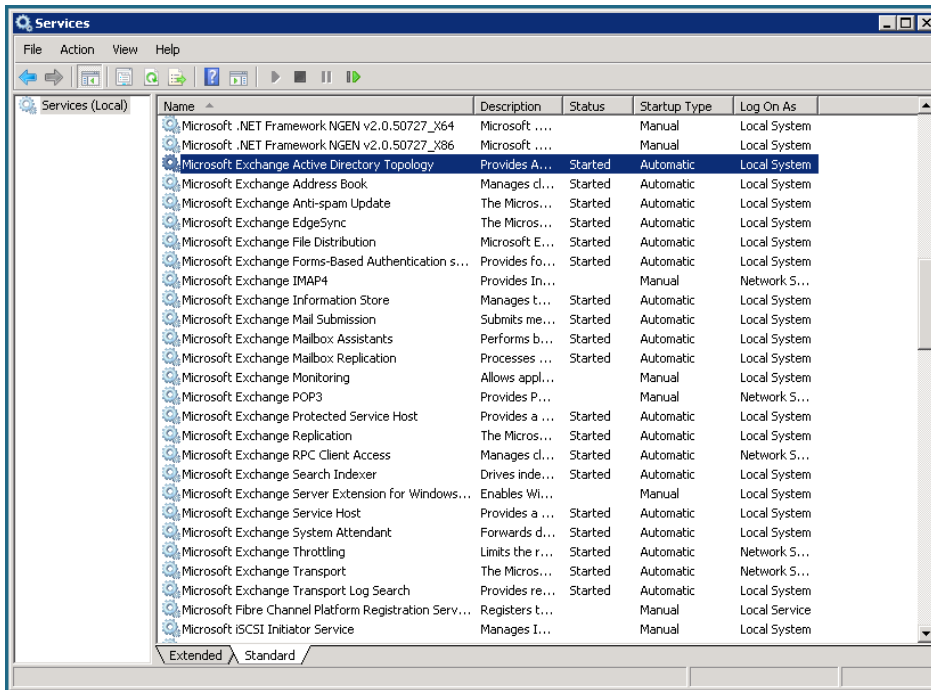 Services
File Action View Help
Services (Local)
Name Description Status Startup Type Log On As
Microsoft .NET Framework NGEN v2.0.50727_X64 Microsoft .... Manual Local System
Microsoft .NET Framework NGEN v2.0.50727_X86 Microsoft .... Manual Local System
Microsoft Exchange Active Directory Topology Provides A... Started Automatic Local System
Microsoft Exchange Address Book Manages cl... Started Automatic Local System
Microsoft Exchange Anti-spam Update The Micros... Started Automatic Local System
Microsoft Exchange EdgeSync The Micros... Started Automatic Local System
Microsoft Exchange File Distribution Microsoft E... Started Automatic Local System
Microsoft Exchange Forms-Based Authentication s... Provides fo... Started Automatic Local System
Microsoft Exchange IMAP4 Provides In... Manual Network S...
Microsoft Exchange Information Store Manages t... Started Automatic Local System
Microsoft Exchange Mail Submission Submits me... Started Automatic Local System
Microsoft Exchange Mailbox Assistants Performs b... Started Automatic Local System
Microsoft Exchange Mailbox Replication Processes ... Started Automatic Local System
Microsoft Exchange Monitoring Allows appl... Manual Local System
Microsoft Exchange POP3 Provides P... Manual Network S...
Microsoft Exchange Protected Service Host Provides a ... Started Automatic Local System
Microsoft Exchange Replication The Micros... Started Automatic Local System
Microsoft Exchange RPC Client Access Manages cl... Started Automatic Network S...
Microsoft Exchange Search Indexer Drives inde... Started Automatic Local System
Microsoft Exchange Server Extension for Windows... Enables Wi... Manual Local System
Microsoft Exchange Service Host Provides a ... Started Automatic Local System
Microsoft Exchange System Attendant Forwards d... Started Automatic Local System
Microsoft Exchange Throttling Limits the r... Started Automatic Network S...
Microsoft Exchange Transport The Micros... Started Automatic Network S...
Microsoft Exchange Transport Log Search Provides re... Started Automatic Local System
Microsoft Fibre Channel Platform Registration Serv... Registers t... Manual Local Service
Microsoft iSCSI Initiator Service Manages I... Manual Local System
Extended Standard